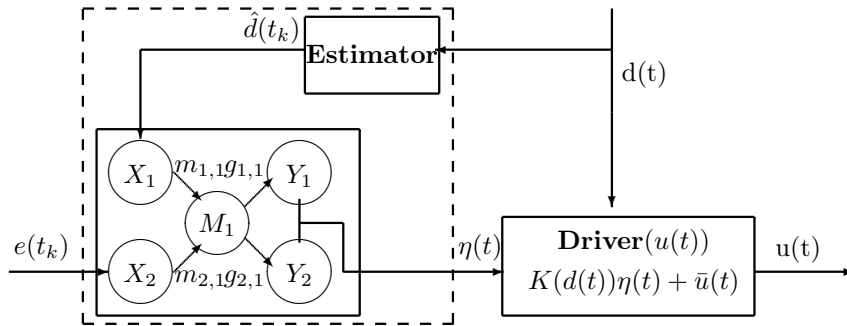 d̂(t_k)
Estimator
d(t)
X_1 m_{1,1} g_{1,1} Y_1
M_1
e(t_k)
X_2 m_{2,1} g_{2,1} Y_2
η(t)
Driver(u(t))
K(d(t))η(t) + ū(t)
u(t)